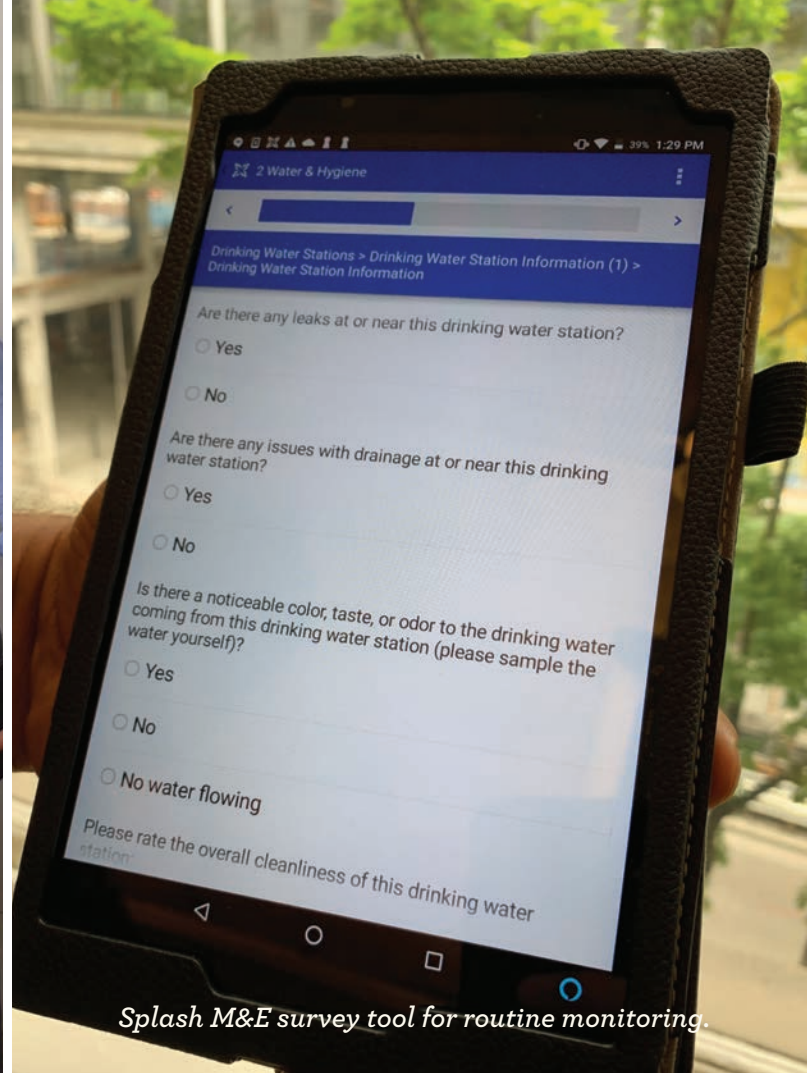 39% 1:29 PM
2 Water & Hygiene
Drinking Water Stations > Drinking Water Station Information (1) >
Drinking Water Station Information
Are there any leaks at or near this drinking water station?
Yes
No
Are there any issues with drainage at or near this drinking
water station?
Yes
No
Is there a noticeable color, taste, or odor to the drinking water
coming from this drinking water station (please sample the
water yourself)?
Yes
No
No water flowing
Please rate the overall cleanliness of this drinking water
station:
Splash M&E survey tool for routine monitoring.